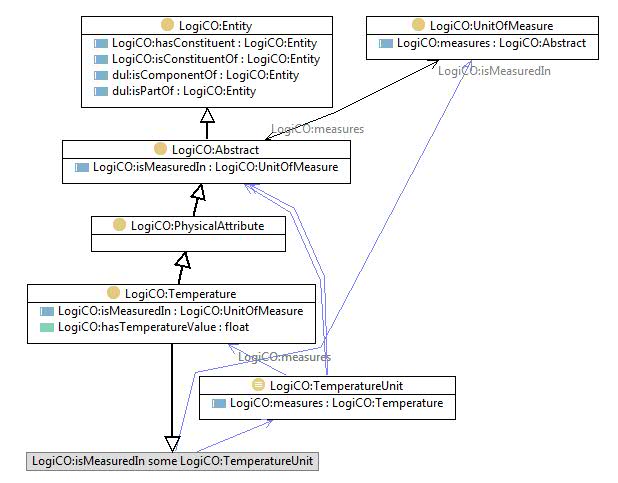 LogiCO:Entity
LogiCO:hasConstituent : LogiCO:Entity
LogiCO:isConstituentOf : LogiCO:Entity
dul:isComponentOf : LogiCO:Entity
dul:isPartOf : LogiCO:Entity
LogiCO:UnitOfMeasure
LogiCO:measures : LogiCO:Abstract
LogiCO:isMeasuredIn
LogiCO:measures
LogiCO:Abstract
LogiCO:isMeasuredIn : LogiCO:UnitOfMeasure
LogiCO:PhysicalAttribute
LogiCO:Temperature
LogiCO:isMeasuredIn : LogiCO:UnitOfMeasure
LogiCO:hasTemperatureValue : float
LogiCO:measures
LogiCO:TemperatureUnit
LogiCO:measures : LogiCO:Temperature
LogiCO:isMeasuredIn some LogiCO:TemperatureUnit